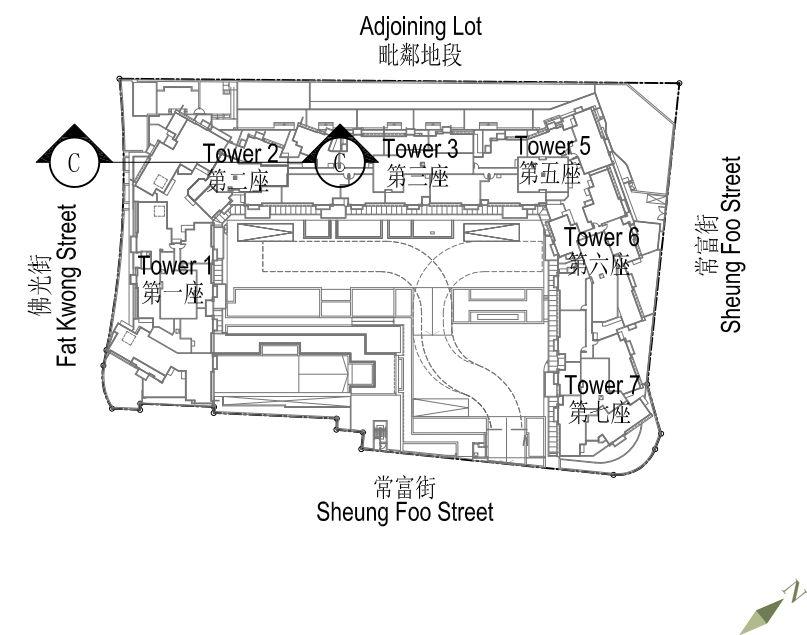 Adjoining Lot
毗鄰地段
C
C
Tower 2
第二座
Tower 3
第三座
Tower 5
第五座
佛光街
Fat Kwong Street
Tower 1
第一座
Tower 6
第六座
常富街
Sheung Foo Street
Tower 7
第七座
常富街
Sheung Foo Street
N